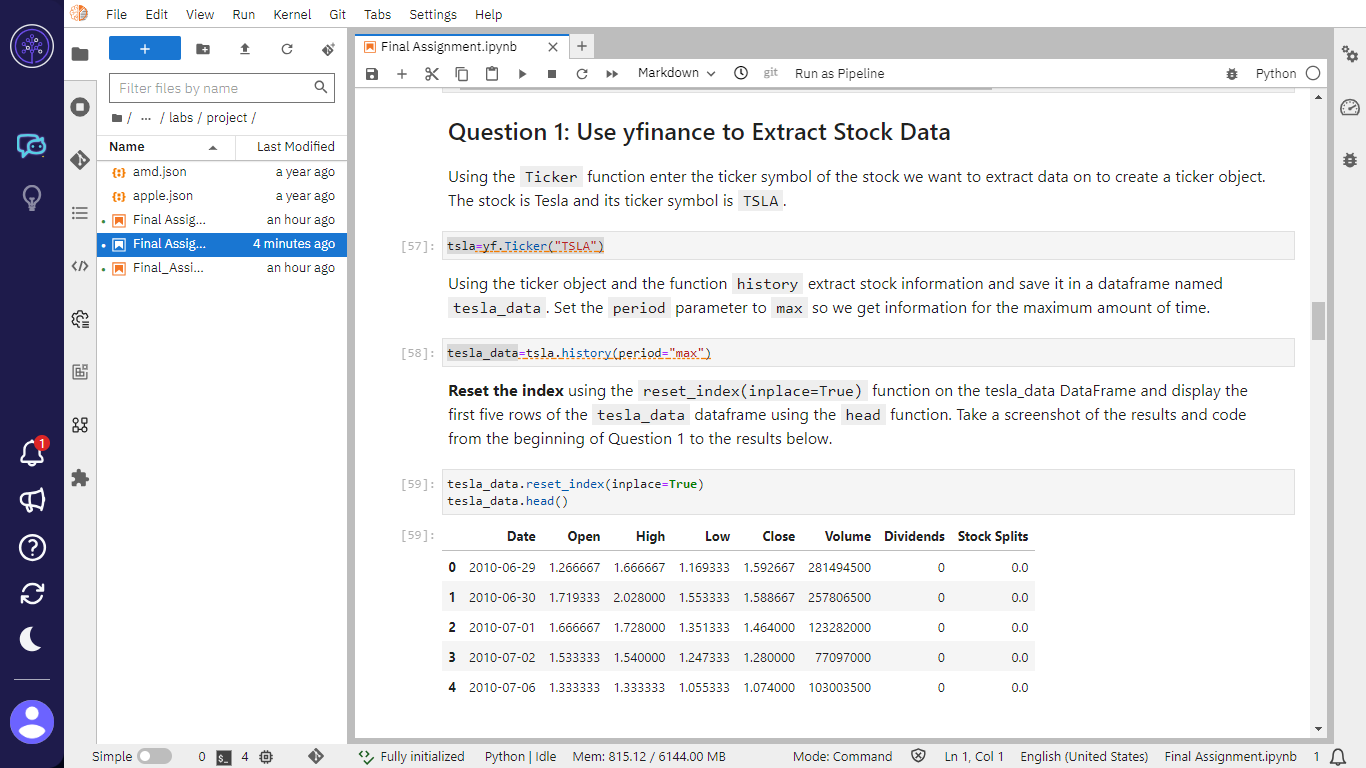 File Edit View Run Kernel Git Tabs Settings Help
+
Filter files by name
/ ... / labs / project /
Name Last Modified
amd.json a year ago
apple.json a year ago
Final Assig... an hour ago
Final Assig... 4 minutes ago
Final_Assi... an hour ago
1
Final Assignment.ipynb × +
Markdown git Run as Pipeline Python
Question 1: Use yfinance to Extract Stock Data
Using the Ticker function enter the ticker symbol of the stock we want to extract data on to create a ticker object.
The stock is Tesla and its ticker symbol is TSLA .
[57]: tsla=yf.Ticker("TSLA")
Using the ticker object and the function history extract stock information and save it in a dataframe named
tesla_data . Set the period parameter to max so we get information for the maximum amount of time.
[58]: tesla_data=tsla.history(period="max")
Reset the index using the reset_index(inplace=True) function on the tesla_data DataFrame and display the
first five rows of the tesla_data dataframe using the head function. Take a screenshot of the results and code
from the beginning of Question 1 to the results below.
[59]: tesla_data.reset_index(inplace=True)
tesla_data.head()
[59]: Date Open High Low Close Volume Dividends Stock Splits
0 2010-06-29 1.266667 1.666667 1.169333 1.592667 281494500 0 0.0
1 2010-06-30 1.719333 2.028000 1.553333 1.588667 257806500 0 0.0
2 2010-07-01 1.666667 1.728000 1.351333 1.464000 123282000 0 0.0
3 2010-07-02 1.533333 1.540000 1.247333 1.280000 77097000 0 0.0
4 2010-07-06 1.333333 1.333333 1.055333 1.074000 103003500 0 0.0
Simple 0 4 Fully initialized Python | Idle Mem: 815.12 / 6144.00 MB Mode: Command Ln 1, Col 1 English (United States) Final Assignment.ipynb 1